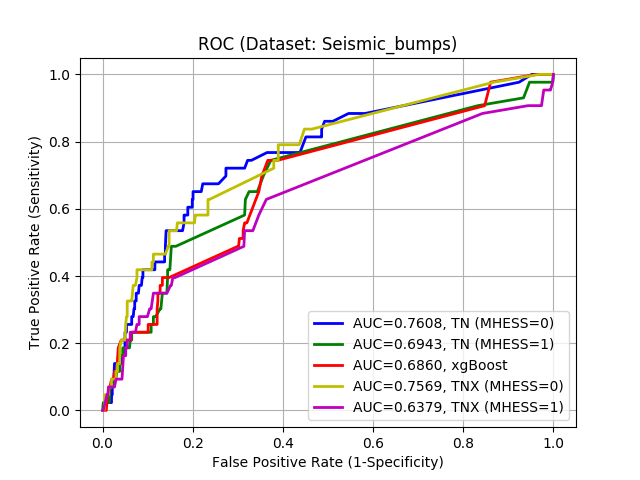 ROC (Dataset: Seismic_bumps)
True Positive Rate (Sensitivity)
1.0
0.8
0.6
0.4
0.2
0.0
AUC=0.7608, TN (MHESS=0)
AUC=0.6943, TN (MHESS=1)
AUC=0.6860, xgBoost
AUC=0.7569, TNX (MHESS=0)
AUC=0.6379, TNX (MHESS=1)
0.0 0.2 0.4 0.6 0.8 1.0
False Positive Rate (1-Specificity)